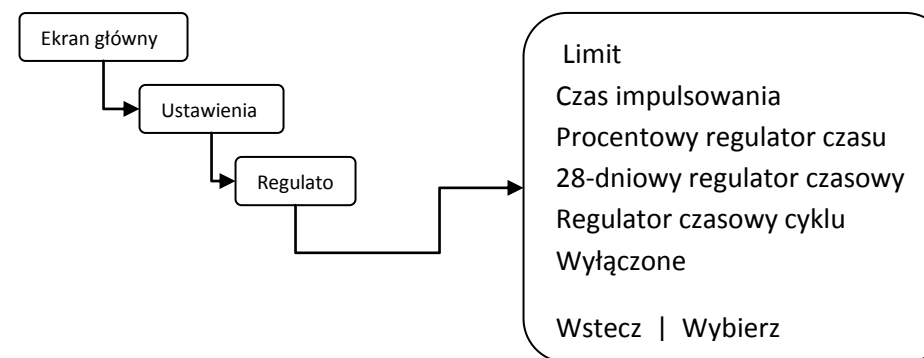 Ekran główny
Ustawienia
Regulato
Limit
Czas impulsowania
Procentowy regulator czasu
28-dniowy regulator czasowy
Regulator czasowy cyklu
Wyłączone
Wstecz | Wybierz